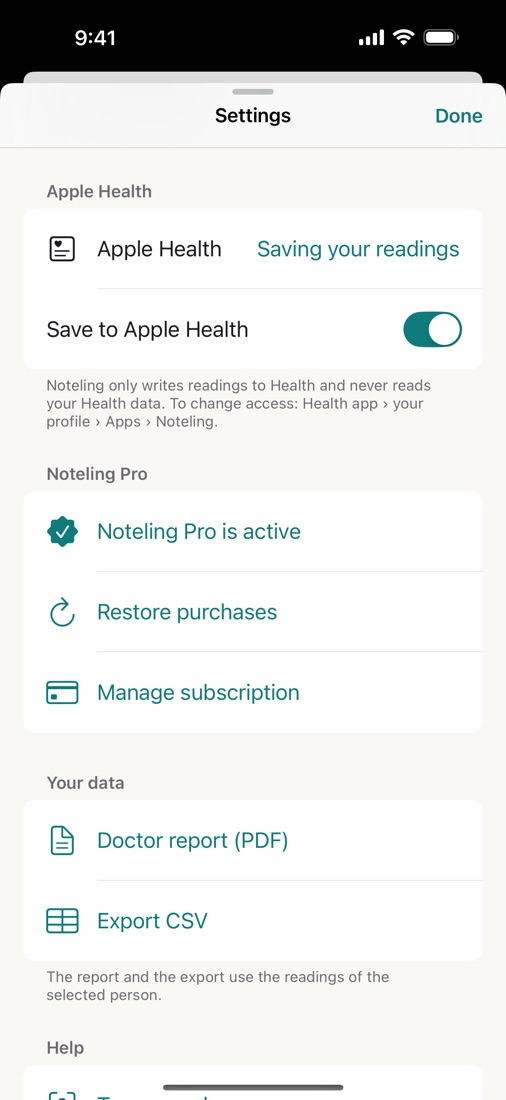 9:41
Settings
Done
Apple Health
Apple Health
Saving your readings
Save to Apple Health
Noteling only writes readings to Health and never reads
your Health data. To change access: Health app › your
profile › Apps › Noteling.
Noteling Pro
Noteling Pro is active
Restore purchases
Manage subscription
Your data
Doctor report (PDF)
Export CSV
The report and the export use the readings of the
selected person.
Help